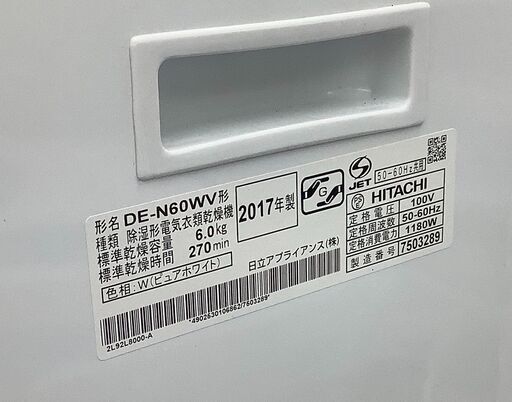 形名 DE-N60WV形
種類 除湿形電気衣類乾燥機
標準乾燥容量 6.0kg
標準乾燥時間 270min
色相:W(ピュアホワイト)
2017年製
G
日立アプライアンス(株)
*4902530106862/7503289*
2L92L8000-A
S
JET
50-60Hz共用
HITACHI
定格電圧 100V
定格周波数 50-60Hz
定格消費電力 1180W
製造番号 7503289